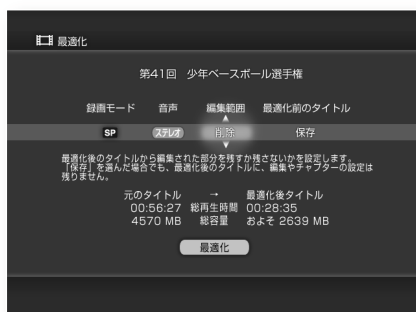 最適化
第41回 少年ベースボール選手権
録画モード 音声 編集範囲 最適化前のタイトル
SP ステレオ 削除 保存
最適化後のタイトルから編集された部分を残すか残さないかを設定します。
「保存」を選んだ場合でも、最適化後のタイトルに、編集やチャプターの設定は
残りません。
元のタイトル → 最適化後タイトル
00:56:27 総再生時間 00:28:35
4570 MB 総容量 およそ 2639 MB
最適化